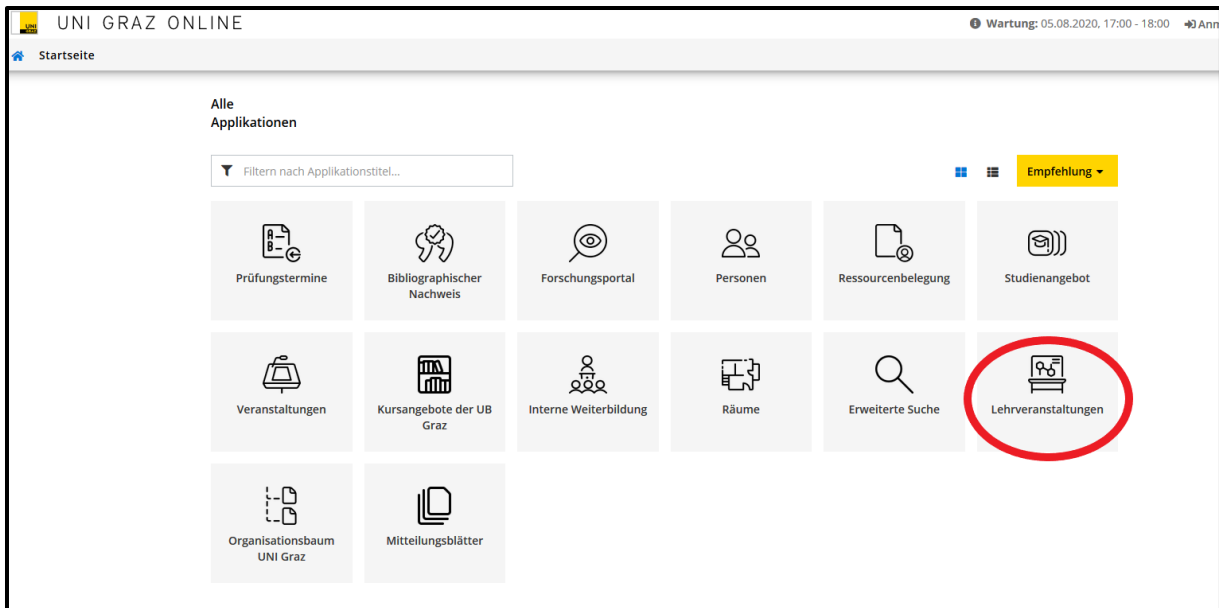 UNI GRAZ ONLINE
Wartung: 05.08.2020, 17:00 - 18:00
Anm
Startseite
Alle
Applikationen
Filtern nach Applikationstitel...
Empfehlung
Prüfungstermine
Bibliographischer
Nachweis
Forschungsportal
Personen
Ressourcenbelegung
Studienangebot
Veranstaltungen
Kursangebote der UB
Graz
Interne Weiterbildung
Räume
Erweiterte Suche
Lehrveranstaltungen
Organisationsbaum
UNI Graz
Mitteilungsblätter